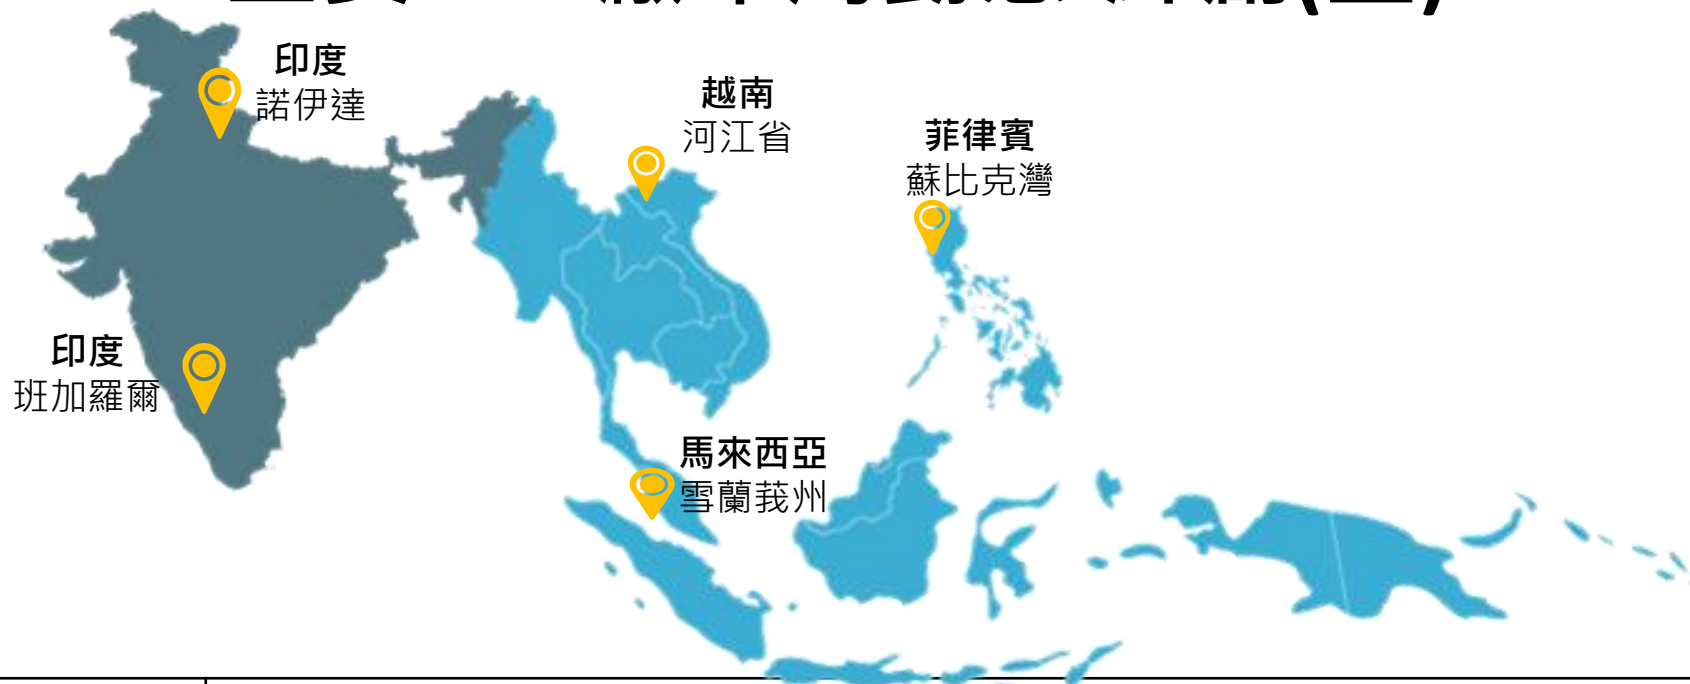 印度
諾伊達
越南
河江省
菲律賓
蘇比克灣
印度
班加羅爾
馬來西亞
雪蘭莪州